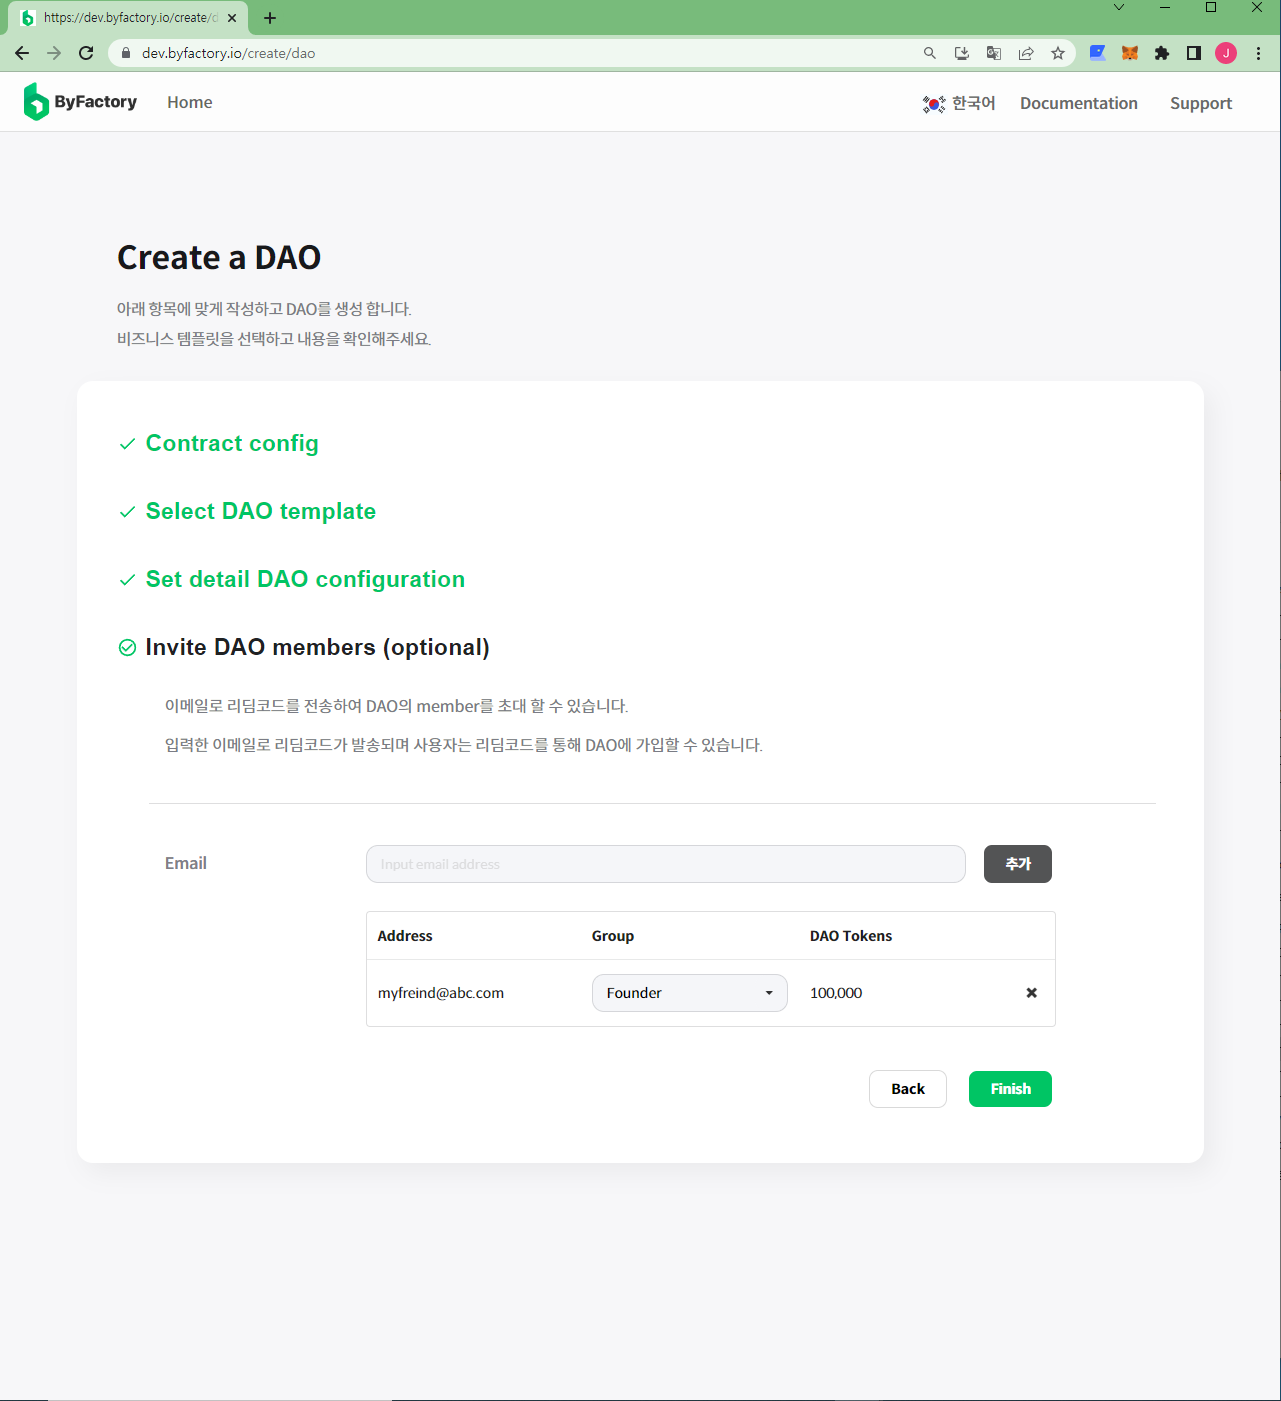 https://dev.byfactory.io/create/d
dev.byfactory.io/create/dao
J
ByFactory
Home
한국어
Documentation
Support
Create a DAO
아래 항목에 맞게 작성하고 DAO를 생성 합니다.
비즈니스 템플릿을 선택하고 내용을 확인해주세요.
Contract config
Select DAO template
Set detail DAO configuration
Invite DAO members (optional)
이메일로 리딤코드를 전송하여 DAO의 member를 초대 할 수 있습니다.
입력한 이메일로 리딤코드가 발송되며 사용자는 리딤코드를 통해 DAO에 가입할 수 있습니다.
Email
Input email address
추가
Address Group DAO Tokens
myfreind@abc.com Founder 100,000
Back
Finish